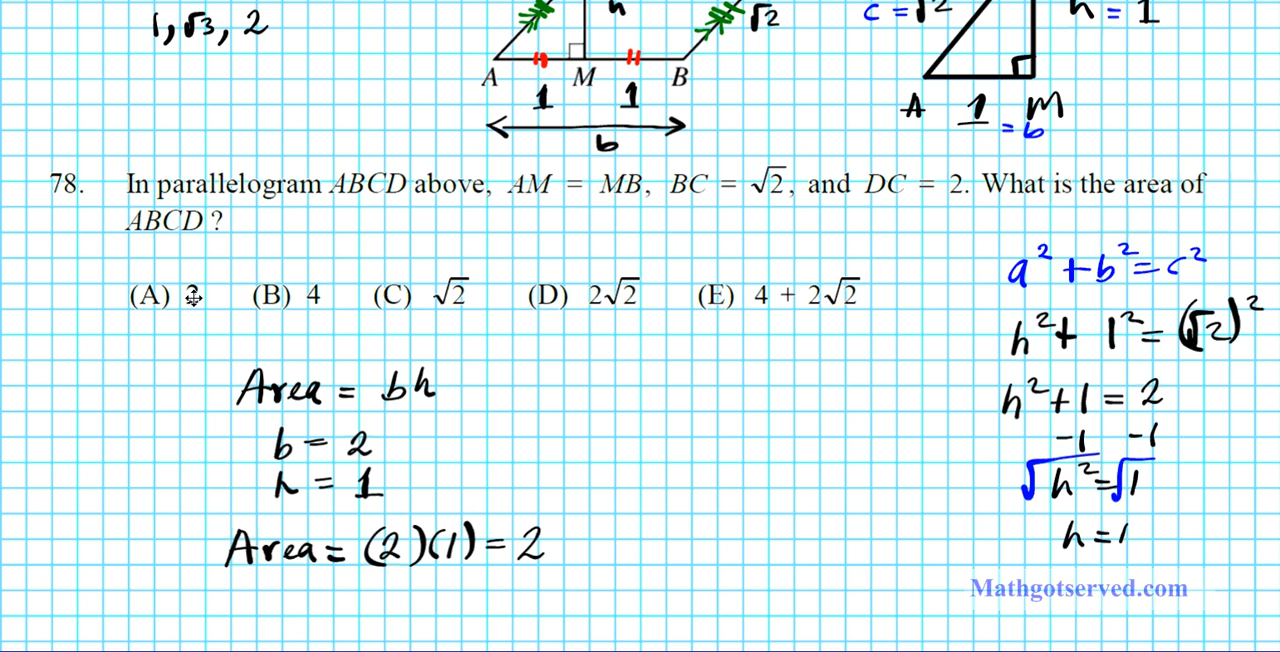 1, √3, 2
h
√2
c = √2
h = 1
A M B
1 1
b
A 1 M
= b
78. In parallelogram ABCD above, AM = MB, BC = √2, and DC = 2. What is the area of
ABCD ?
(A) (B) 4 (C) √2 (D) 2√2 (E) 4 + 2√2
a² + b² = c²
h² + 1² = (√2)²
h² + 1 = 2
-1 -1
√h² = √1
h = 1
Area = bh
b = 2
h = 1
Area = (2)(1) = 2
Mathgotserved.com